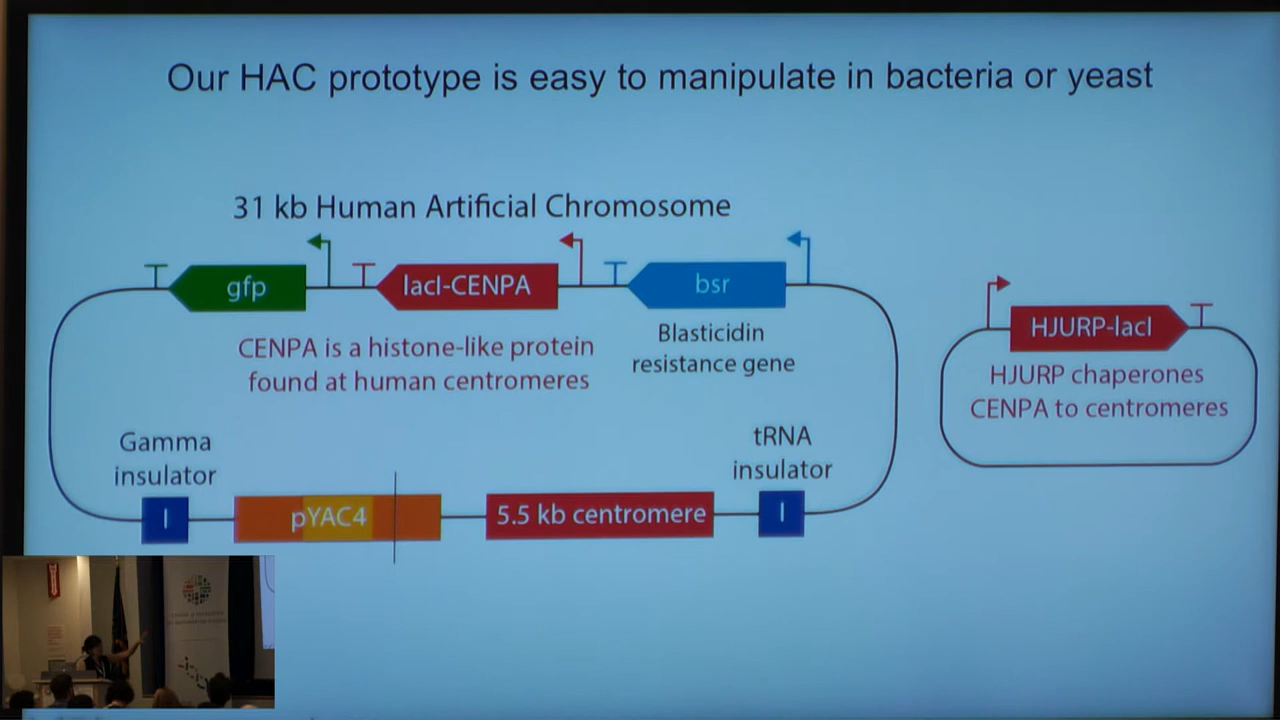 Our HAC prototype is easy to manipulate in bacteria or yeast
31 kb Human Artificial Chromosome
gfp
lacI-CENPA
bsr
CENPA is a histone-like protein
found at human centromeres
Blasticidin
resistance gene
HJURP-lacI
HJURP chaperones
CENPA to centromeres
Gamma
insulator
tRNA
insulator
I
pYAC4
5.5 kb centromere
I